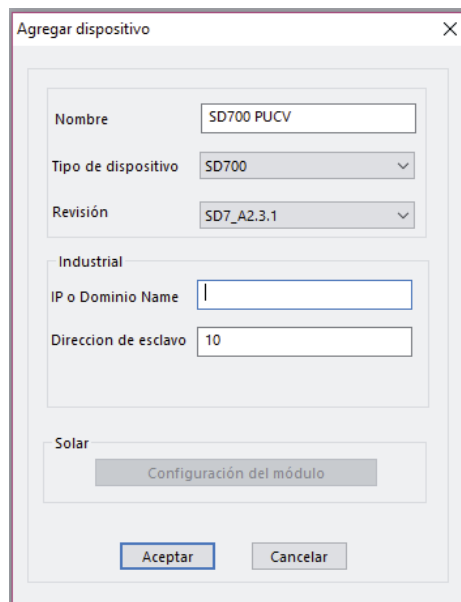 Agregar dispositivo
Nombre SD700 PUCV
Tipo de dispositivo SD700
Revisión SD7_A2.3.1
Industrial
IP o Dominio Name
Direccion de esclavo 10
Solar
Configuración del módulo
Aceptar Cancelar